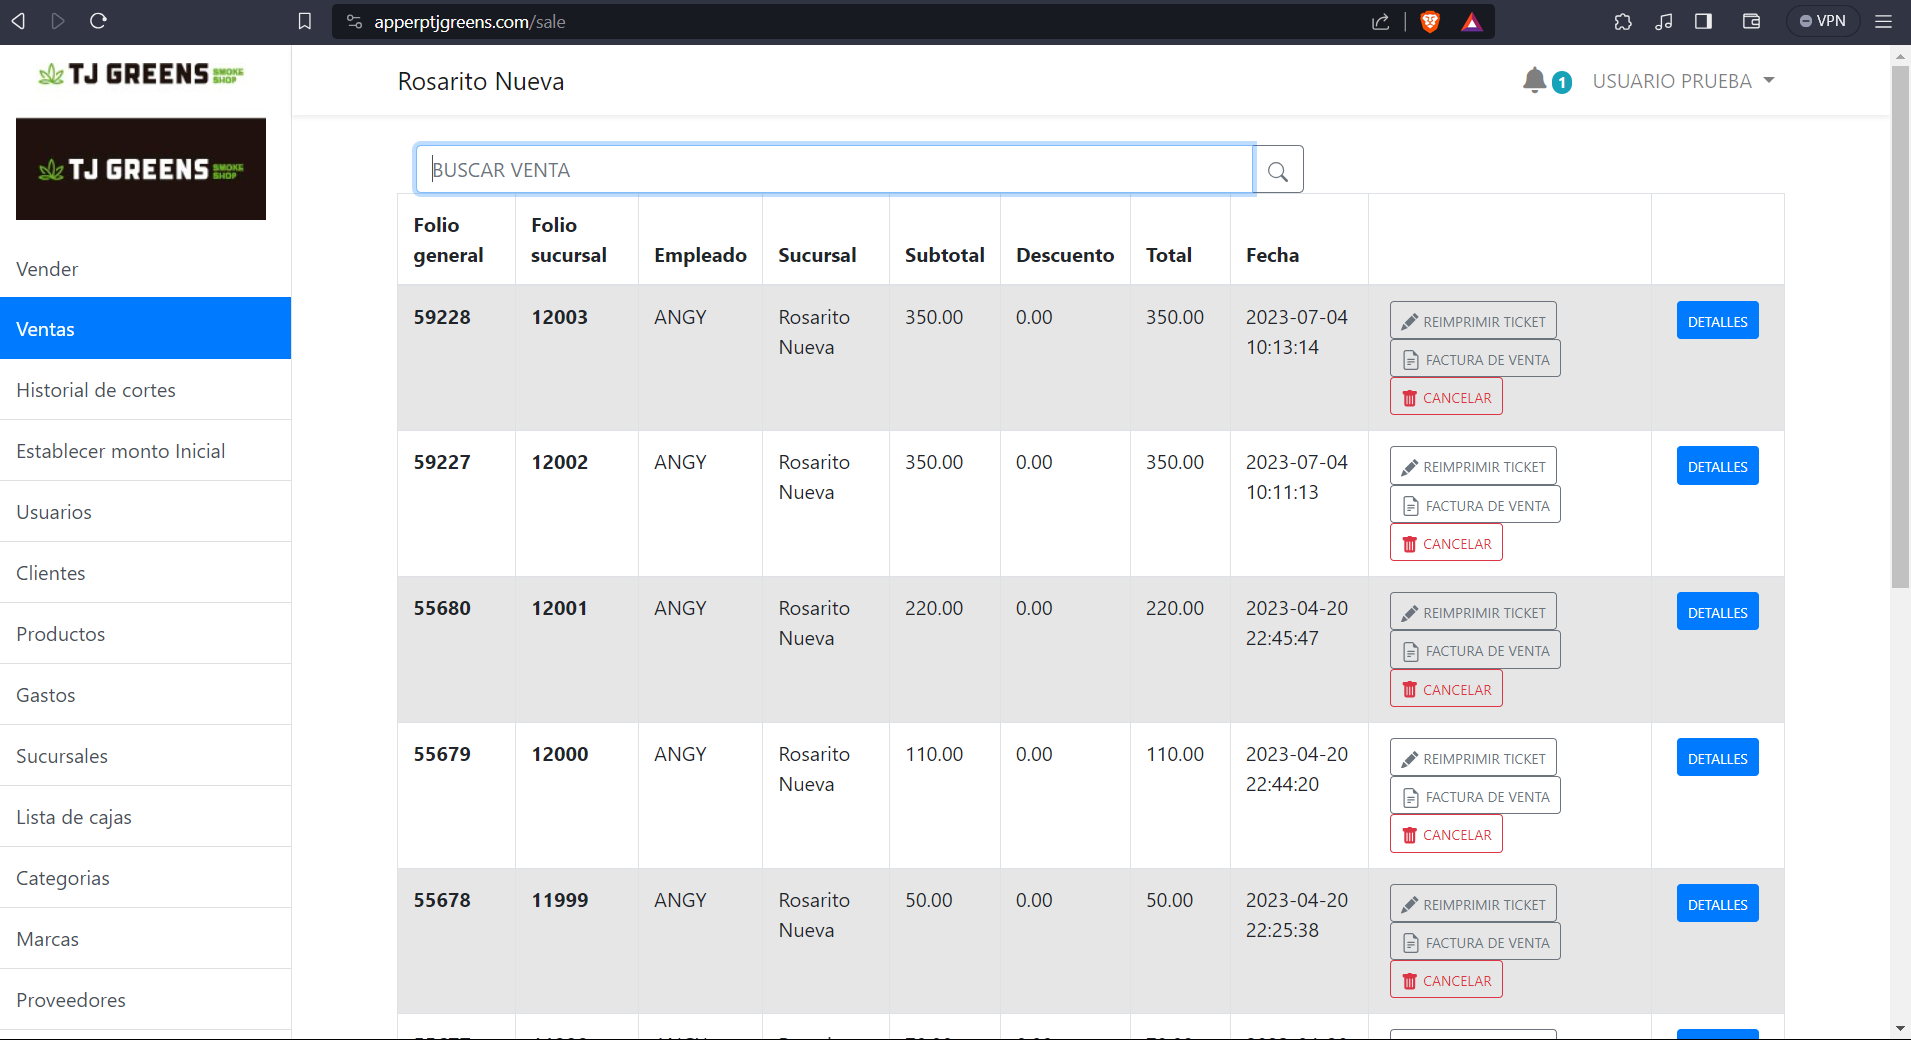 apperptjgreens.com/sale
VPN
TJ GREENS SMOKE SHOP
TJ GREENS SMOKE SHOP
Vender
Ventas
Historial de cortes
Establecer monto Inicial
Usuarios
Clientes
Productos
Gastos
Sucursales
Lista de cajas
Categorias
Marcas
Proveedores
Rosarito Nueva
1
USUARIO PRUEBA
BUSCAR VENTA
Folio general Folio sucursal Empleado Sucursal Subtotal Descuento Total Fecha
59228 12003 ANGY Rosarito Nueva 350.00 0.00 350.00 2023-07-04 10:13:14
REIMPRIMIR TICKET
FACTURA DE VENTA
CANCELAR
DETALLES
59227 12002 ANGY Rosarito Nueva 350.00 0.00 350.00 2023-07-04 10:11:13
REIMPRIMIR TICKET
FACTURA DE VENTA
CANCELAR
DETALLES
55680 12001 ANGY Rosarito Nueva 220.00 0.00 220.00 2023-04-20 22:45:47
REIMPRIMIR TICKET
FACTURA DE VENTA
CANCELAR
DETALLES
55679 12000 ANGY Rosarito Nueva 110.00 0.00 110.00 2023-04-20 22:44:20
REIMPRIMIR TICKET
FACTURA DE VENTA
CANCELAR
DETALLES
55678 11999 ANGY Rosarito Nueva 50.00 0.00 50.00 2023-04-20 22:25:38
REIMPRIMIR TICKET
FACTURA DE VENTA
CANCELAR
DETALLES